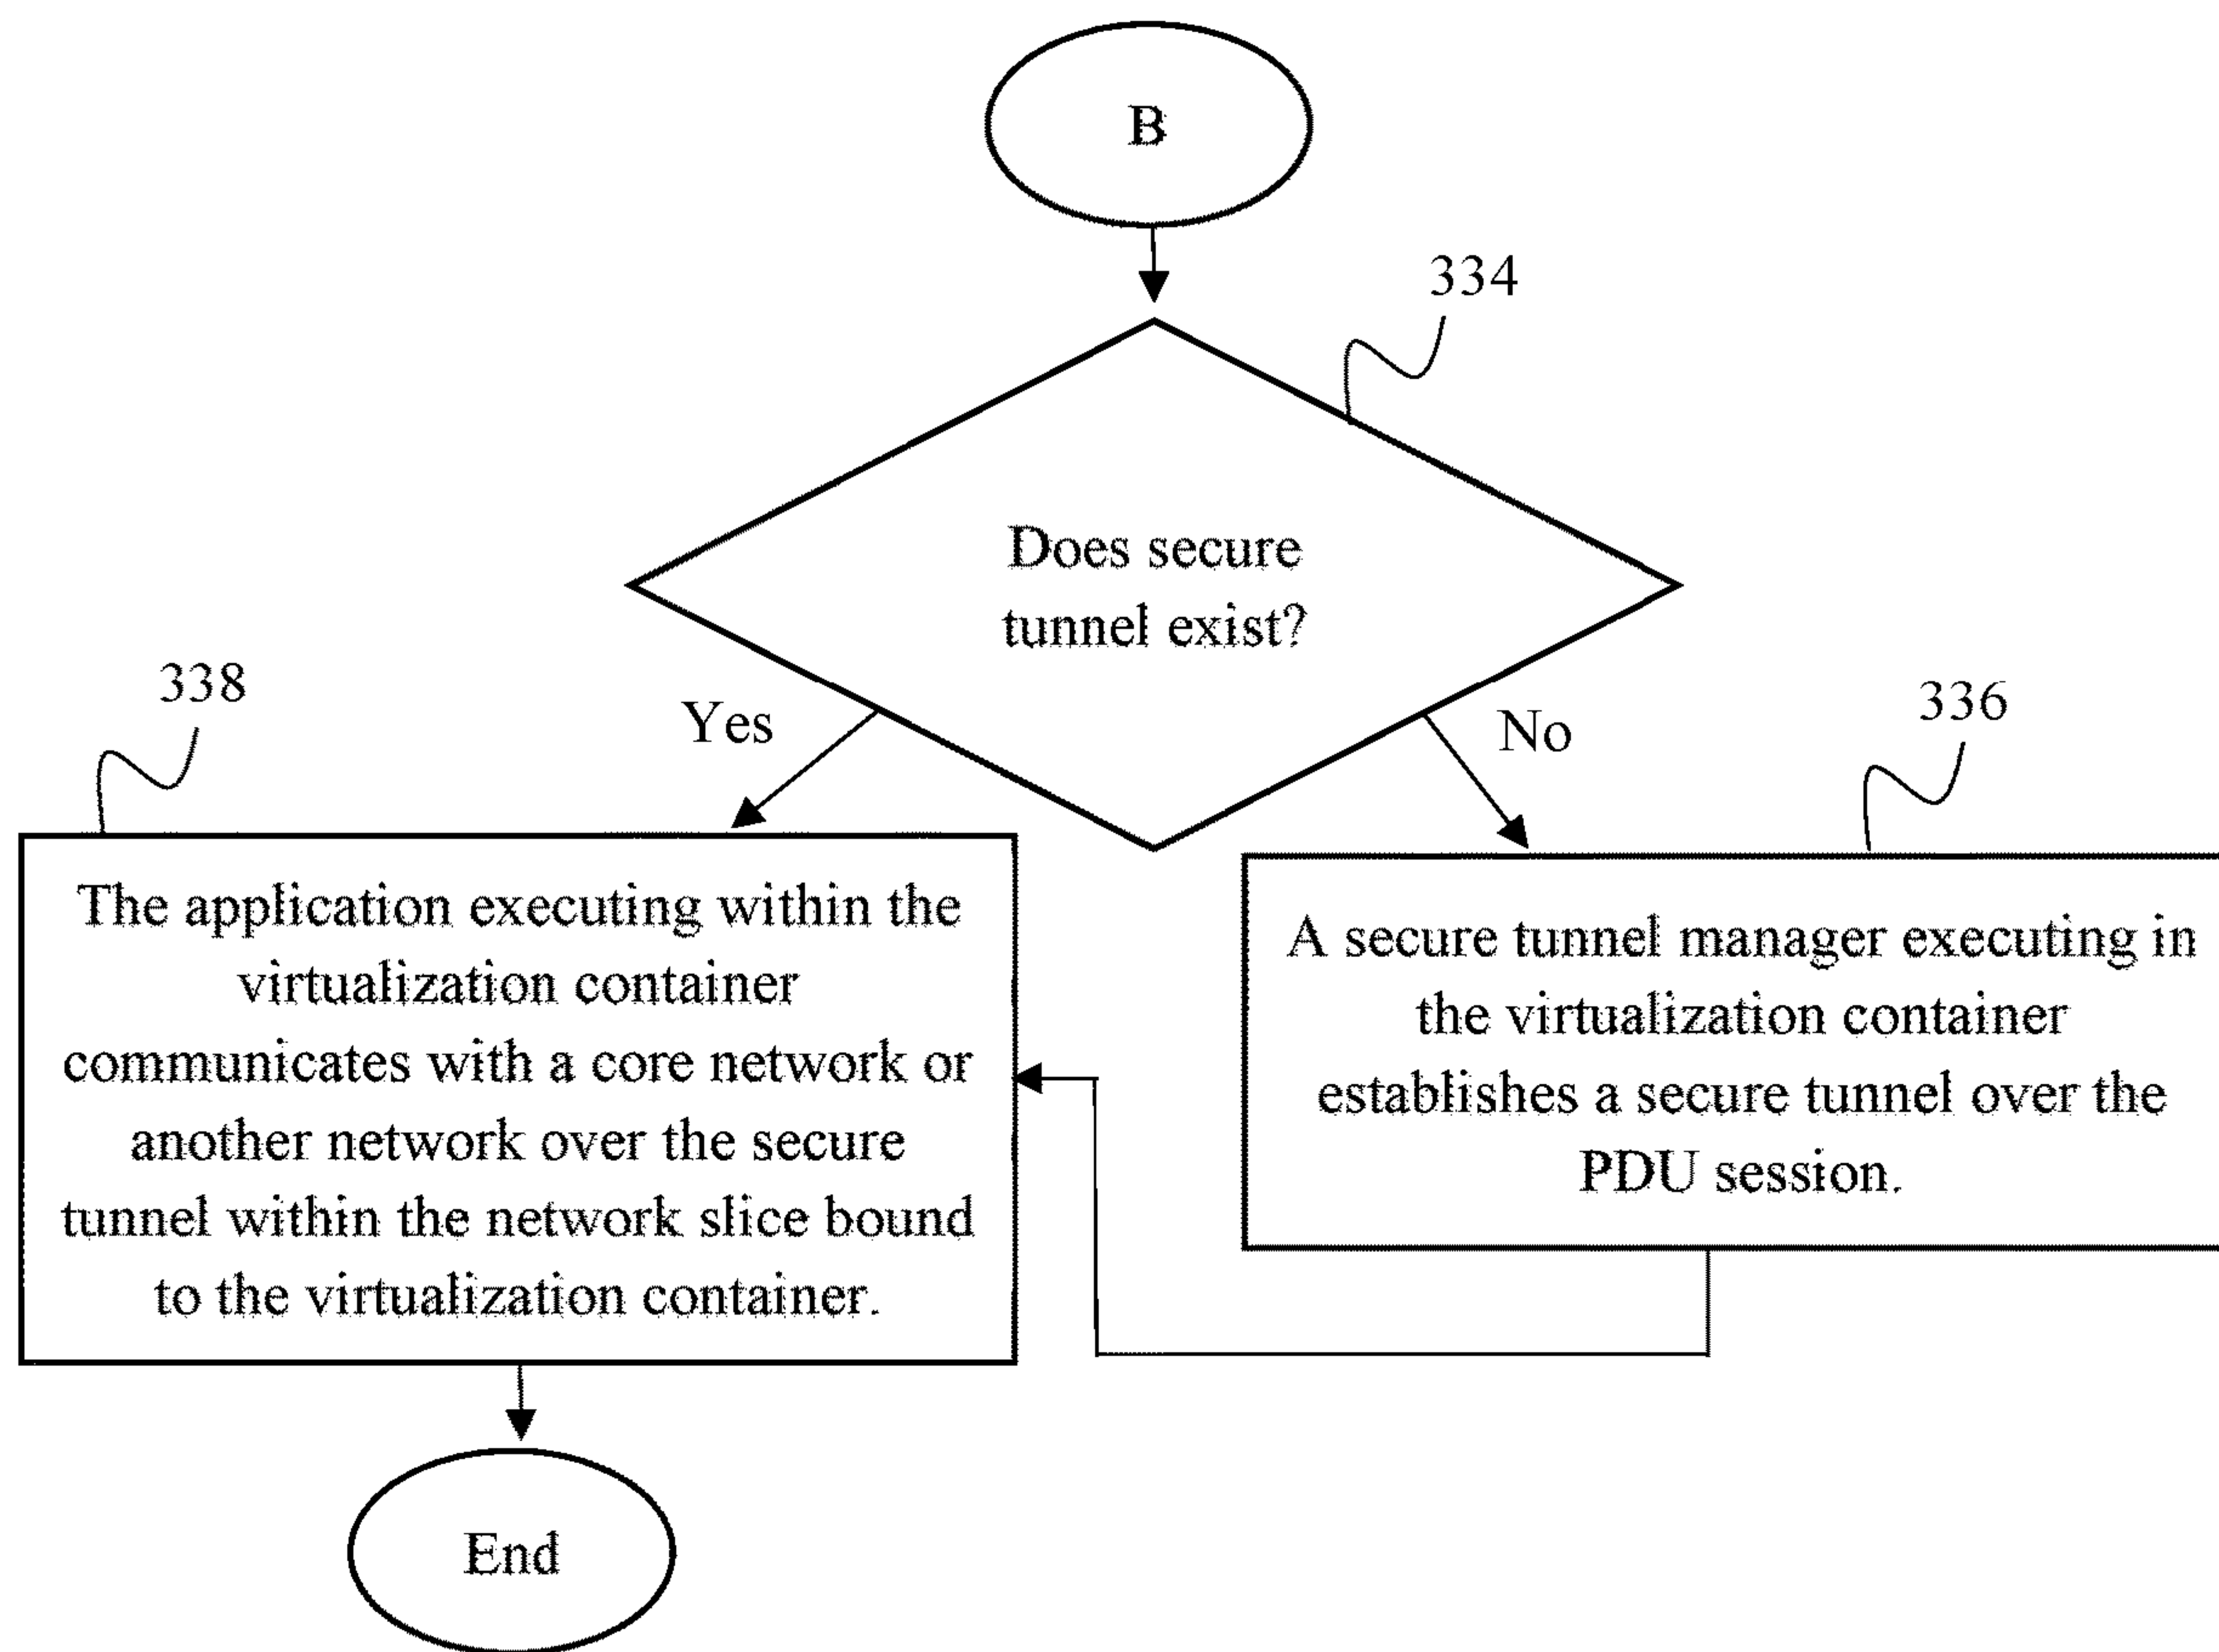 B
334
Does secure
tunnel exist?
338
Yes
No
336
The application executing within the
virtualization container
communicates with a core network or
another network over the secure
tunnel within the network slice bound
to the virtualization container.
A secure tunnel manager executing in
the virtualization container
establishes a secure tunnel over the
PDU session.
End